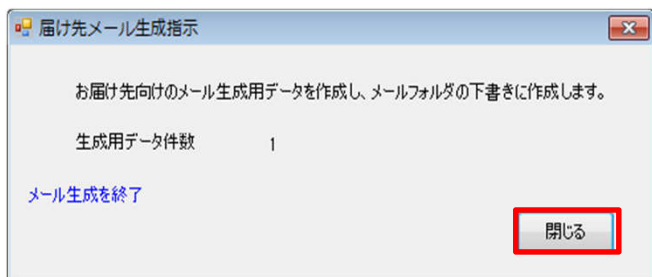 届け先メール生成指示
お届け先向けのメール生成用データを作成し、メールフォルダの下書きに作成します。
生成用データ件数 1
メール生成を終了
閉じる